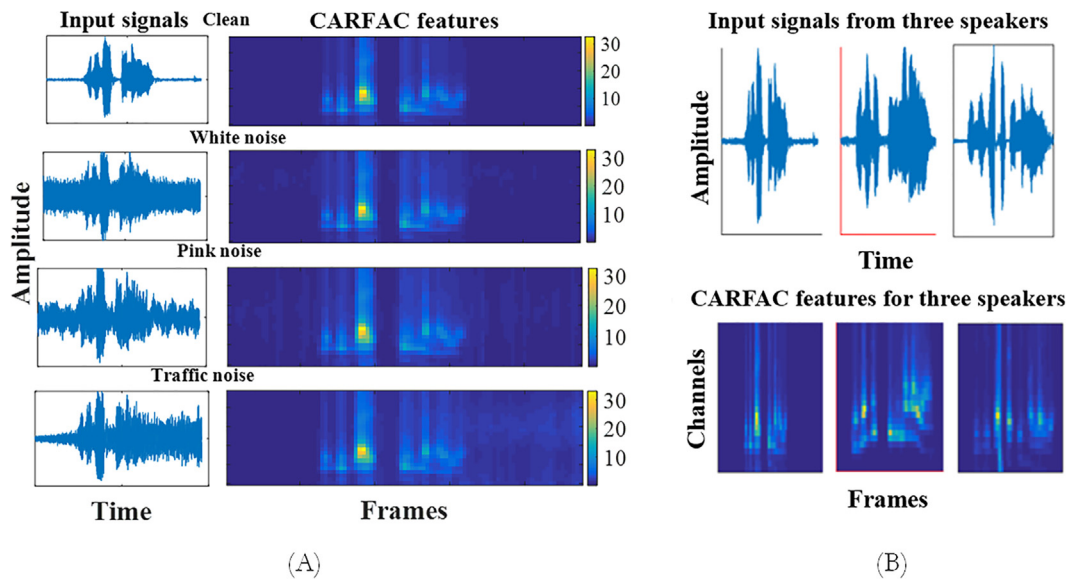 Input signals
Clean
CARFAC features
30
20
10
White noise
30
20
10
Pink noise
30
20
10
Traffic noise
30
20
10
Amplitude
Time
Frames
(A)
Input signals from three speakers
Amplitude
Time
CARFAC features for three speakers
Channels
Frames
(B)